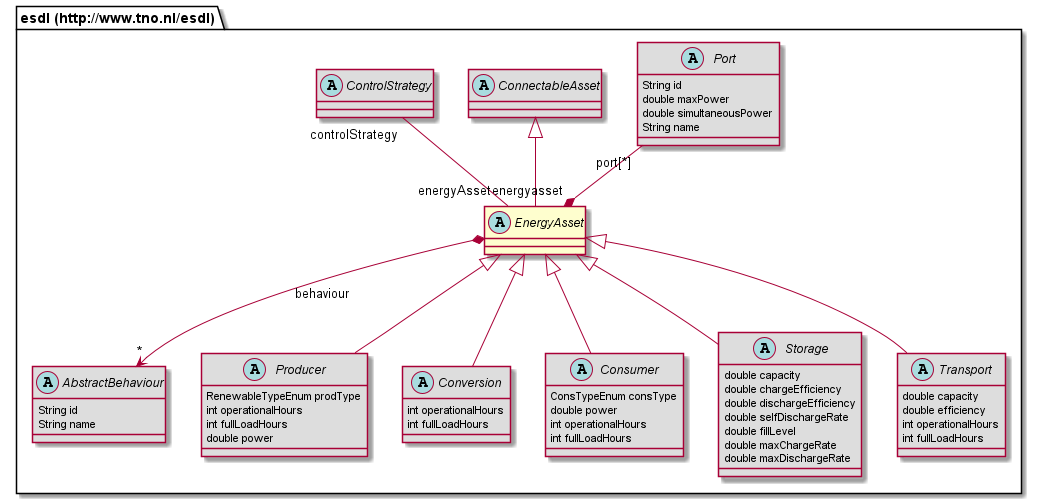 esdl (http://www.tno.nl/esdl)
A ControlStrategy
A ConnectableAsset
A Port
String id
double maxPower
double simultaneousPower
String name
controlStrategy
port[*]
energyAsset
energyasset
A EnergyAsset
behaviour
*
A AbstractBehaviour
String id
String name
A Producer
RenewableTypeEnum prodType
int operationalHours
int fullLoadHours
double power
A Conversion
int operationalHours
int fullLoadHours
A Consumer
ConsTypeEnum consType
double power
int operationalHours
int fullLoadHours
A Storage
double capacity
double chargeEfficiency
double dischargeEfficiency
double selfDischargeRate
double fillLevel
double maxChargeRate
double maxDischargeRate
A Transport
double capacity
double efficiency
int operationalHours
int fullLoadHours